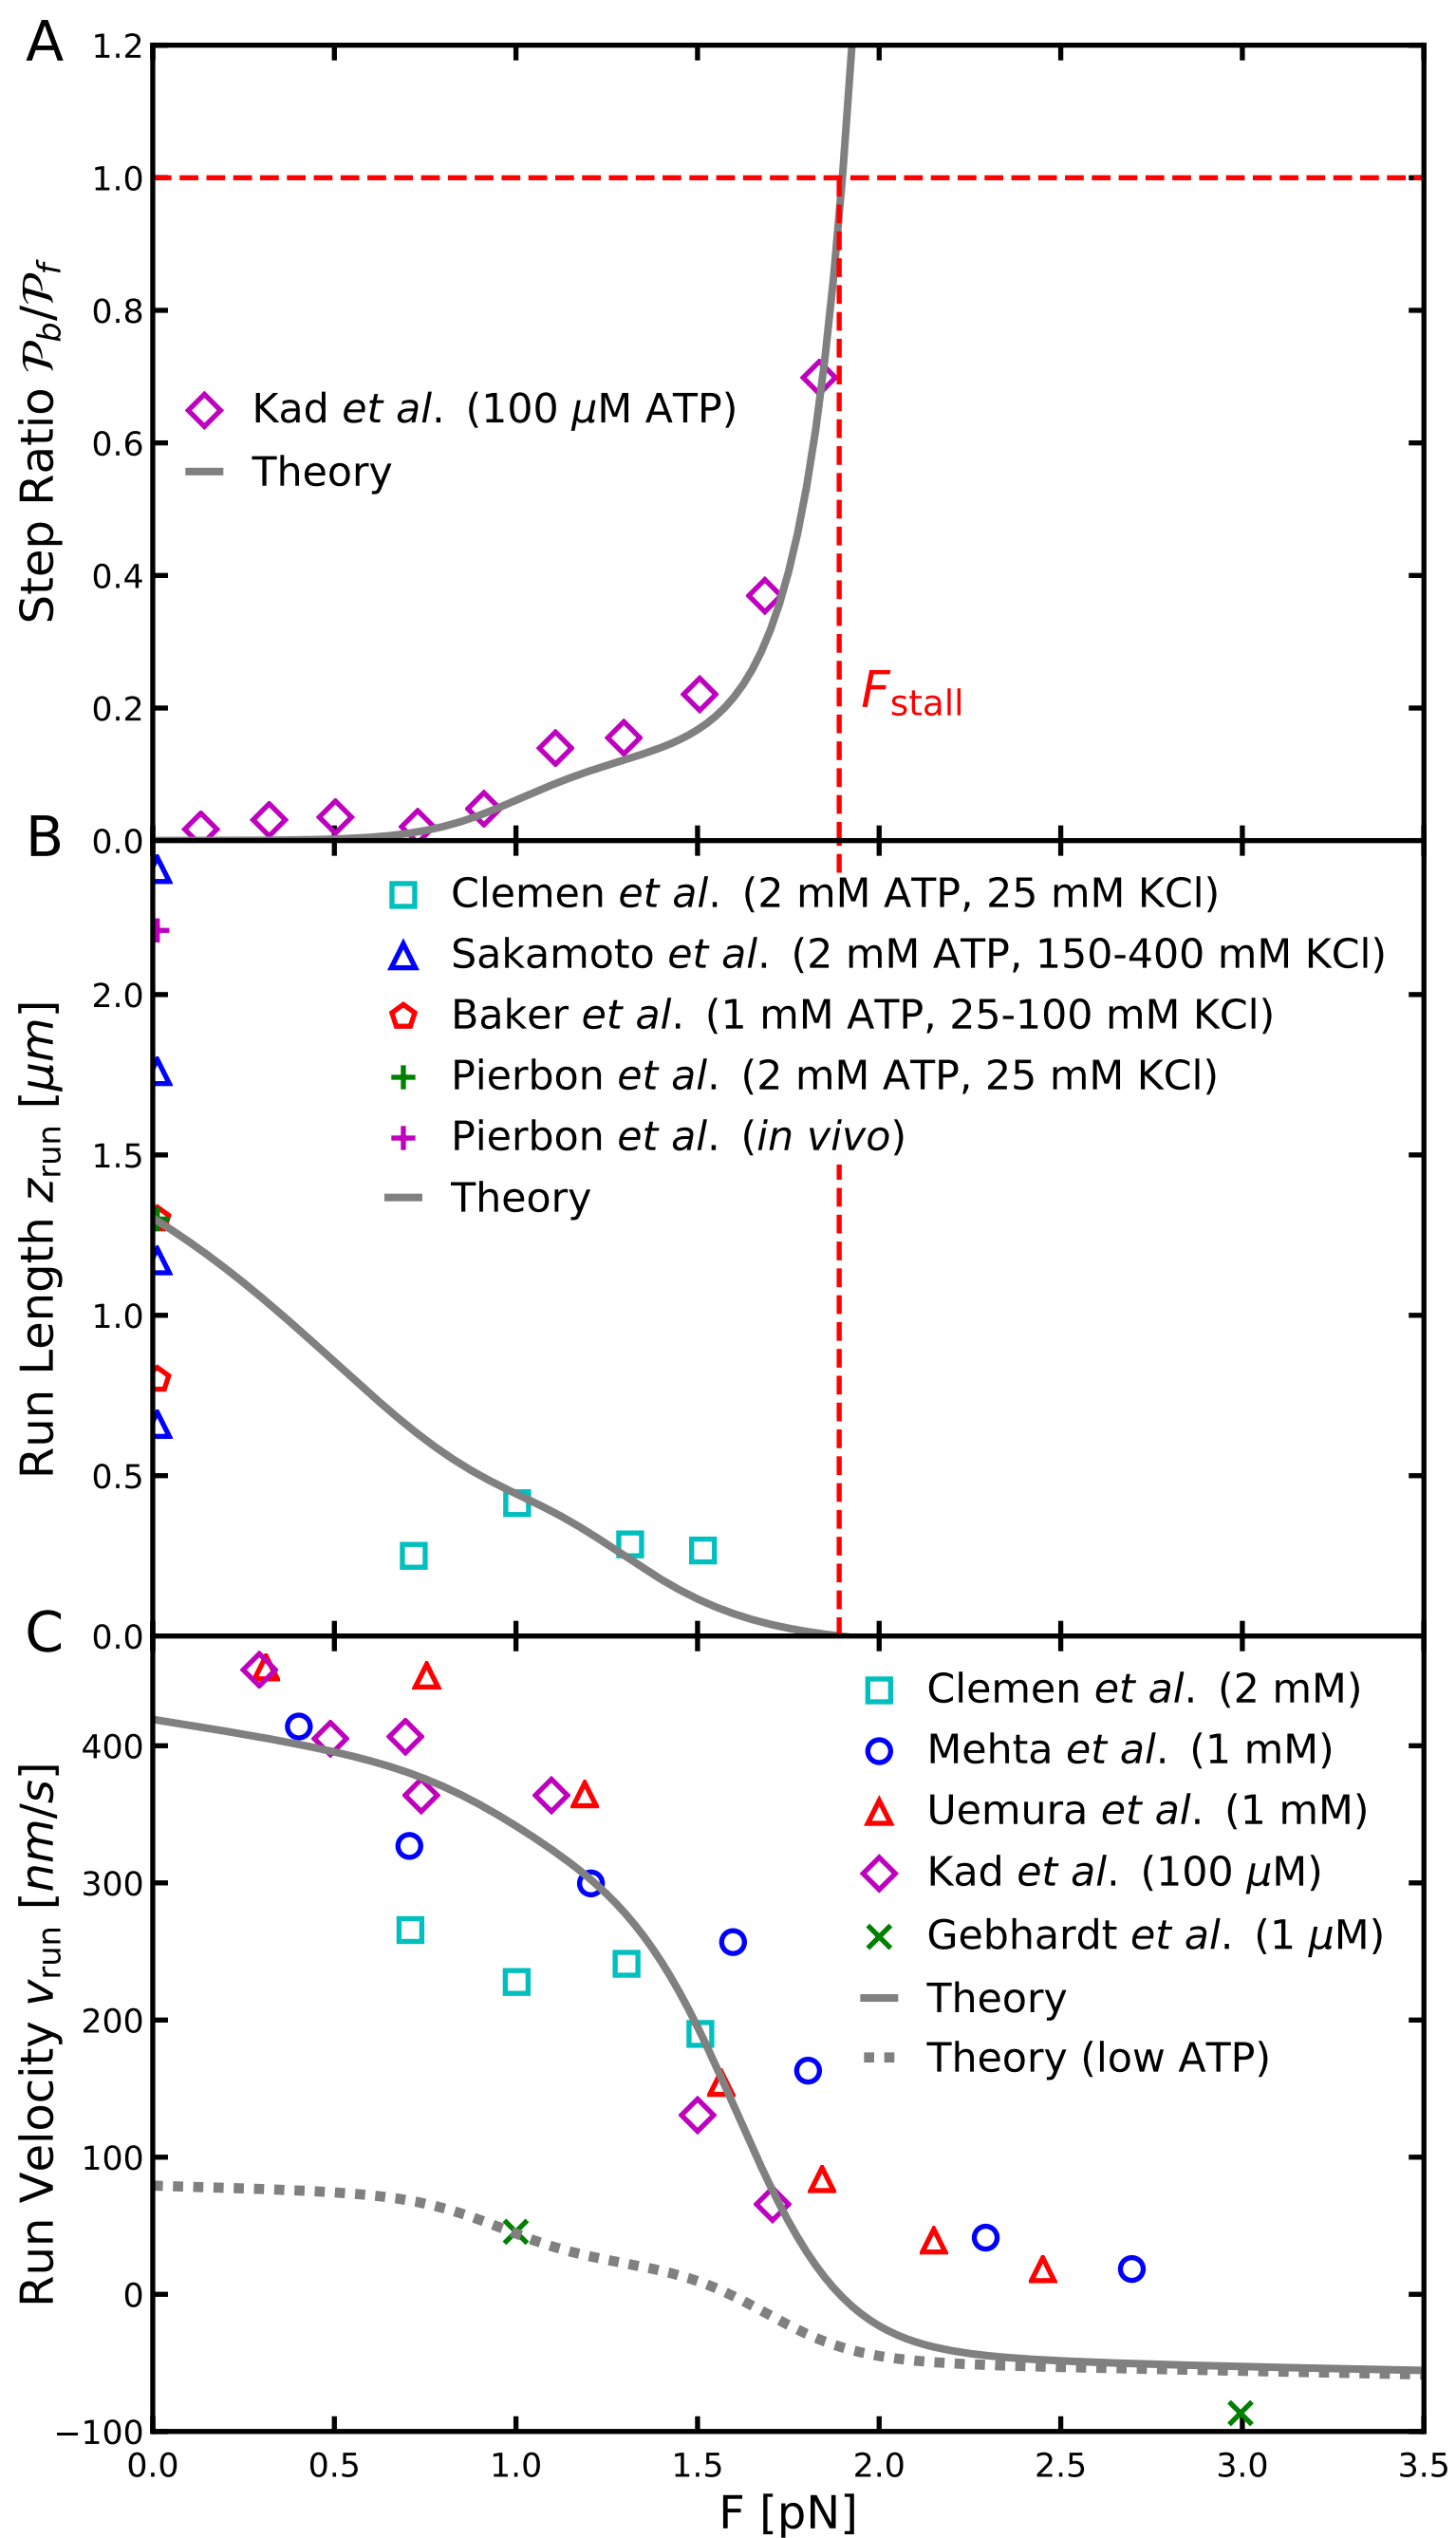 A
1.2
1.0
0.8
0.6
0.4
0.2
0.0
Step Ratio 𝒫b/𝒫f
Kad et al. (100 μM ATP)
Theory
Fstall
B
2.0
1.5
1.0
0.5
0.0
Run Length zrun [μm]
Clemen et al. (2 mM ATP, 25 mM KCl)
Sakamoto et al. (2 mM ATP, 150-400 mM KCl)
Baker et al. (1 mM ATP, 25-100 mM KCl)
Pierbon et al. (2 mM ATP, 25 mM KCl)
Pierbon et al. (in vivo)
Theory
C
400
300
200
100
0
−100
Run Velocity vrun [nm/s]
Clemen et al. (2 mM)
Mehta et al. (1 mM)
Uemura et al. (1 mM)
Kad et al. (100 μM)
Gebhardt et al. (1 μM)
Theory
Theory (low ATP)
0.0 0.5 1.0 1.5 2.0 2.5 3.0 3.5
F [pN]